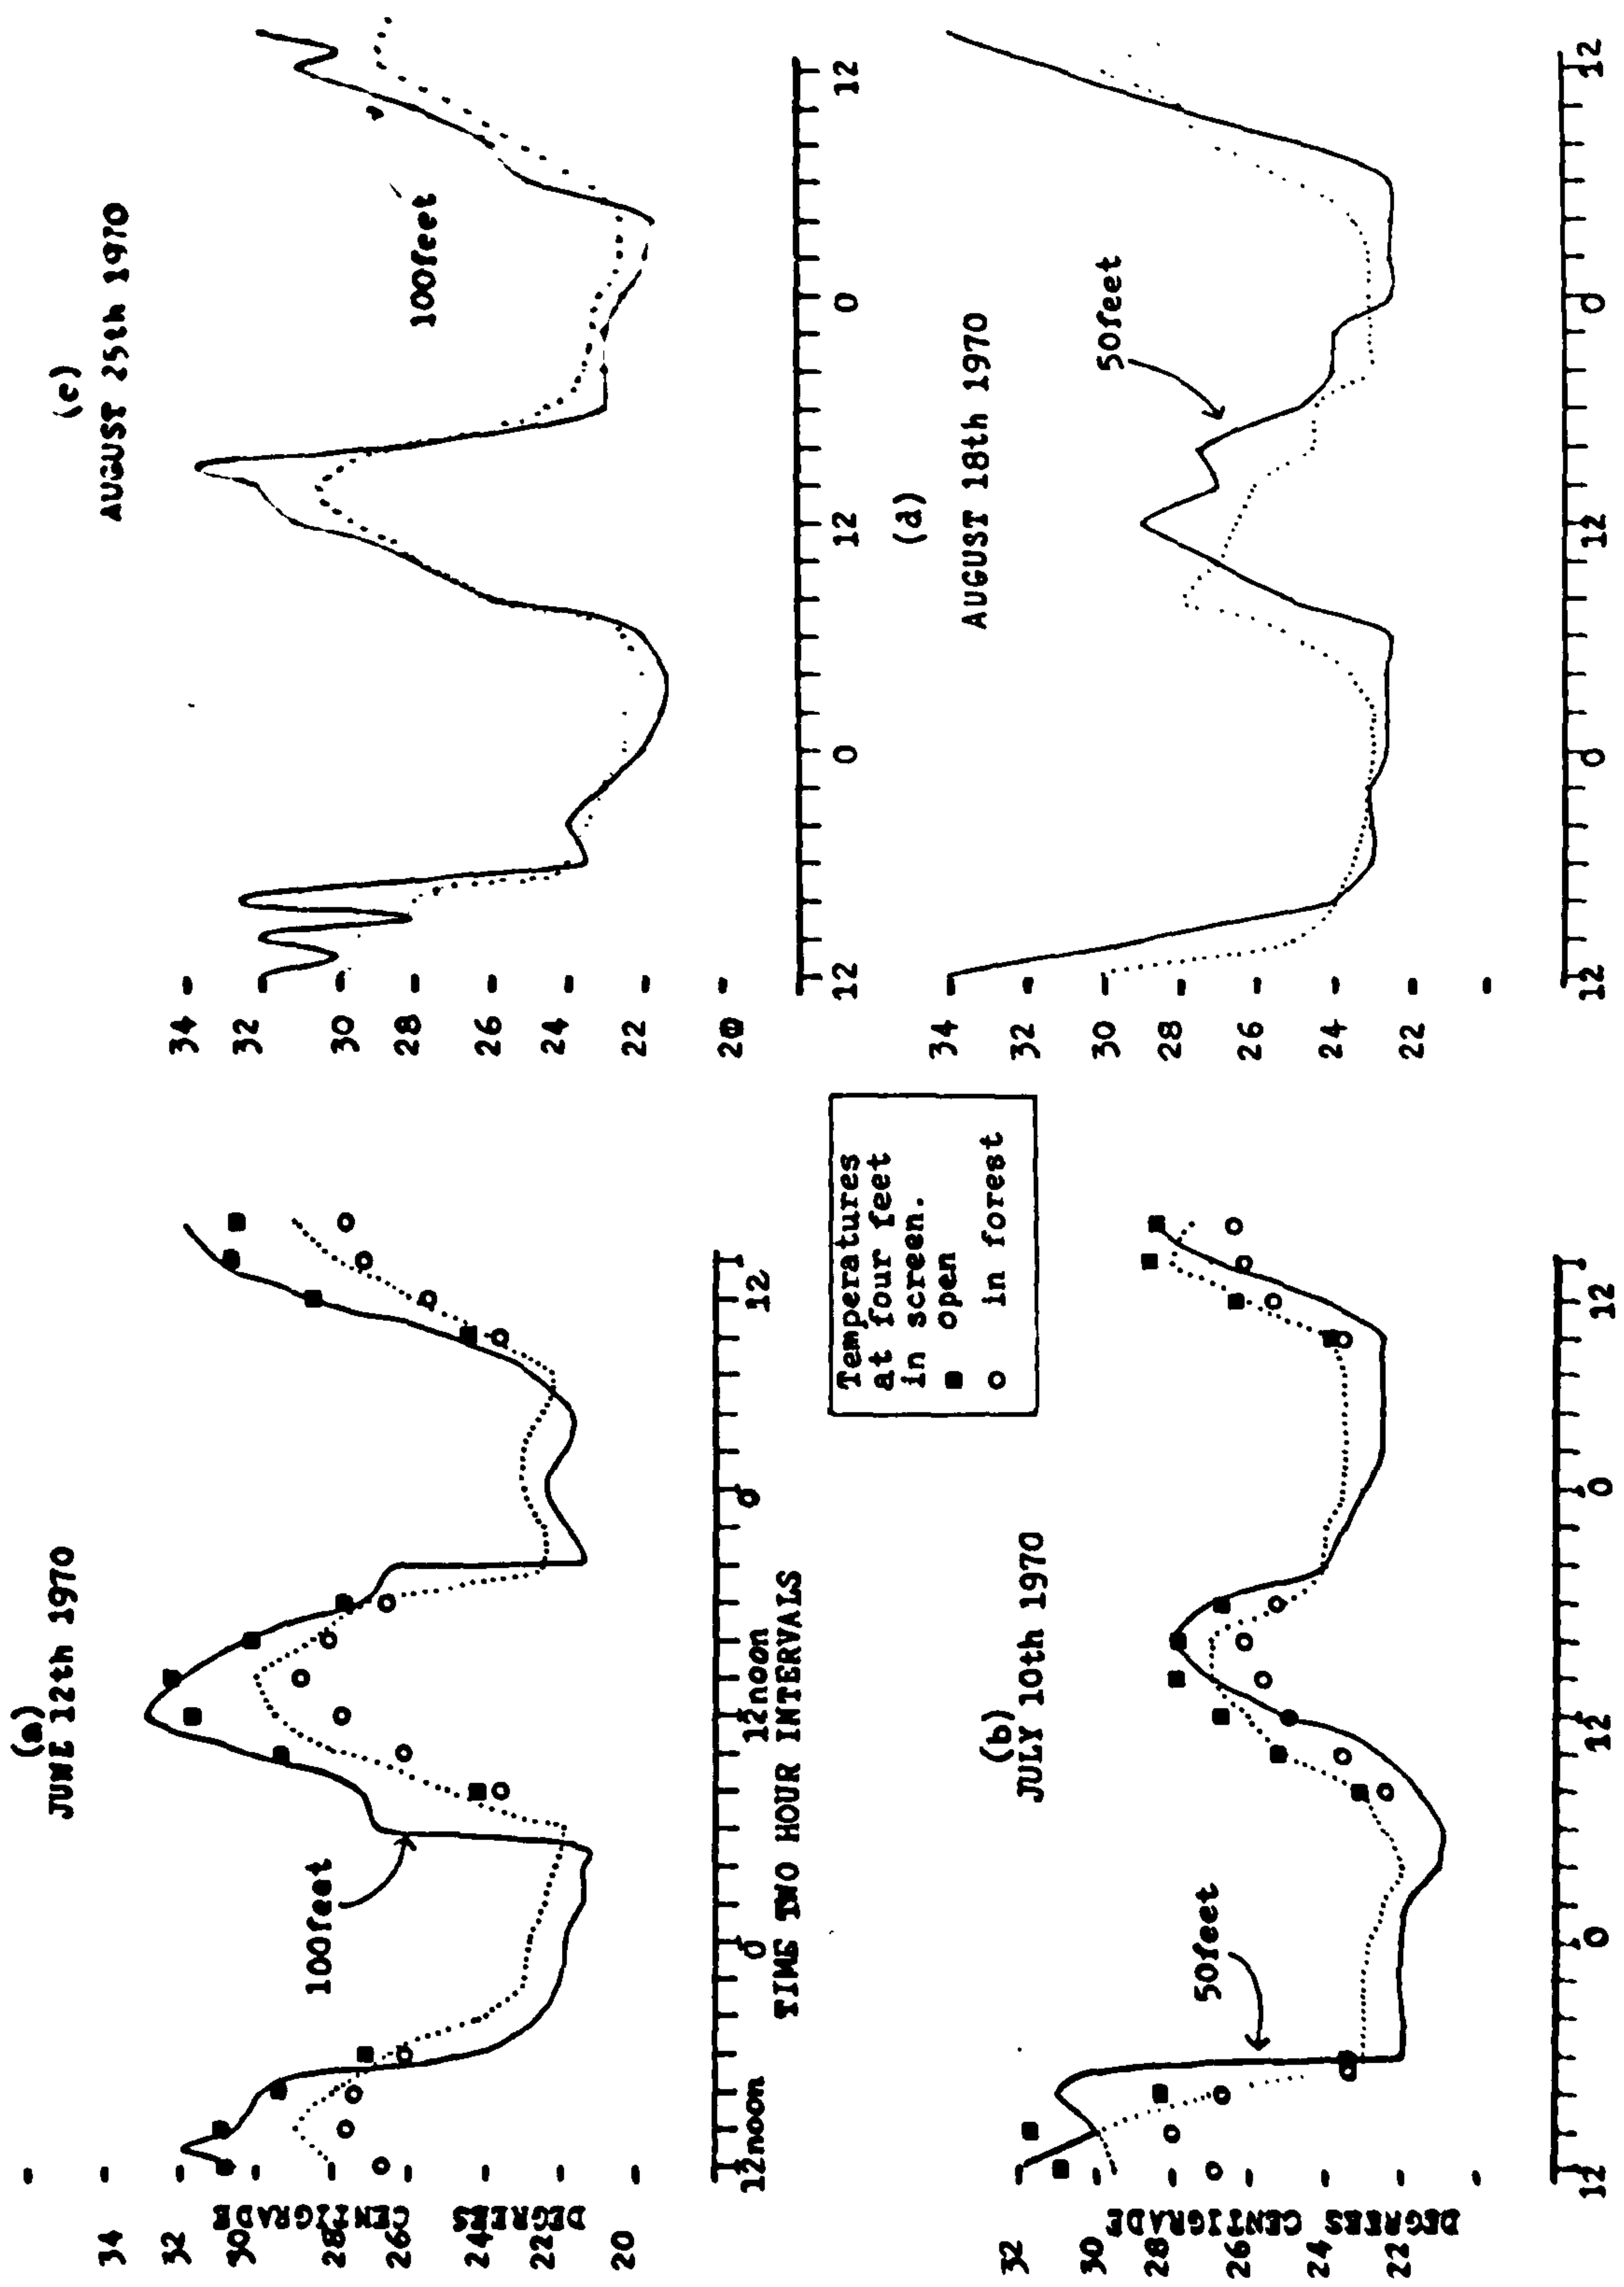 (a)
JUNE 12th 1970
34
32
30
28
26
24
22
20
DEGREES CENTIGRADE
100feet
12noon 0 12noon 0 12
TIME TWO HOUR INTERVALS
(c)
AUGUST 25th 1970
34
32
30
28
26
24
22
20
100feet
12 0 12 0 12
Temperatures
at four feet
in screen.
open
in forest
(b)
JULY 10th 1970
32
30
28
26
24
22
DEGREES CENTIGRADE
50feet
12 0 12 0 12
(d)
AUGUST 18th 1970
34
32
30
28
26
24
22
50feet
12 0 12 0 12